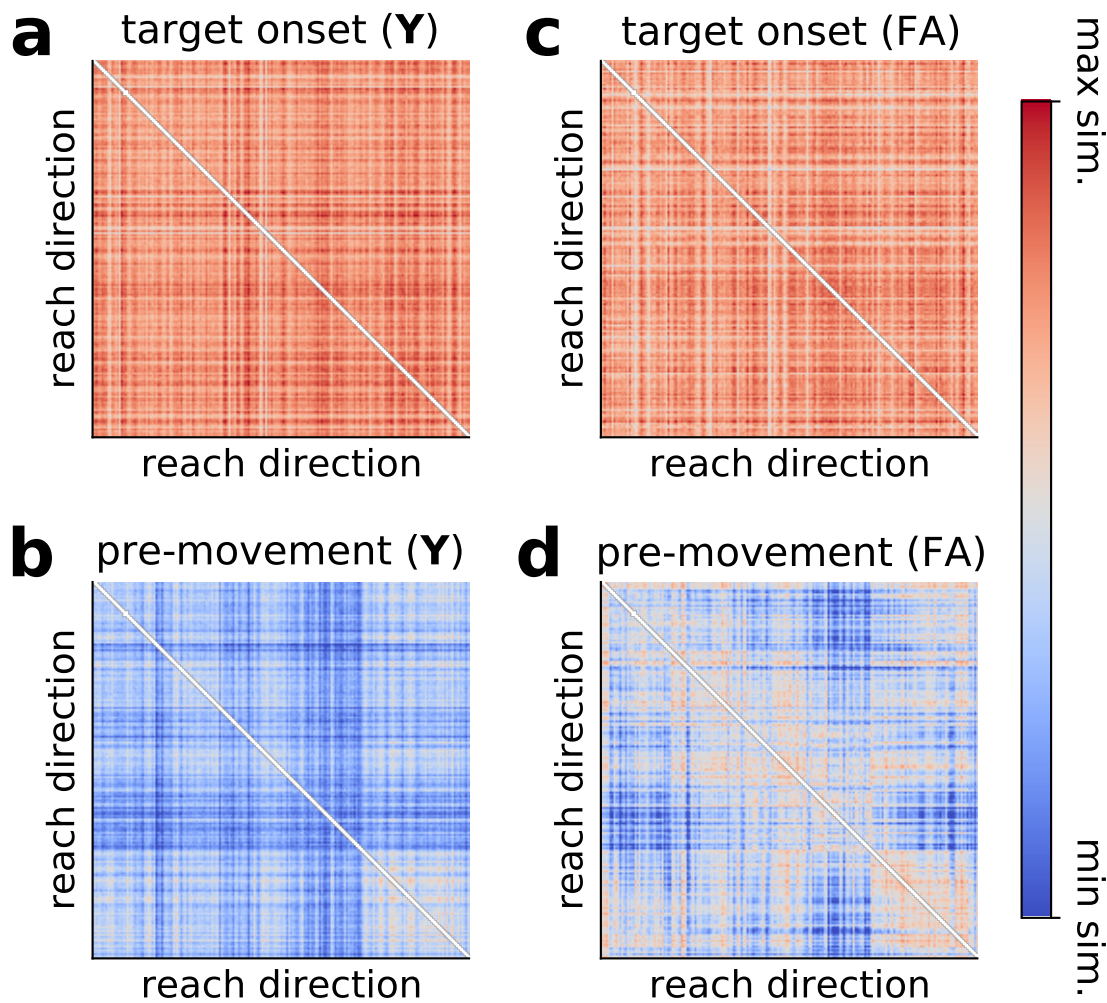 a
target onset (Y)
reach direction
reach direction
c
target onset (FA)
reach direction
reach direction
b
pre-movement (Y)
reach direction
reach direction
d
pre-movement (FA)
reach direction
reach direction
max sim.
min sim.